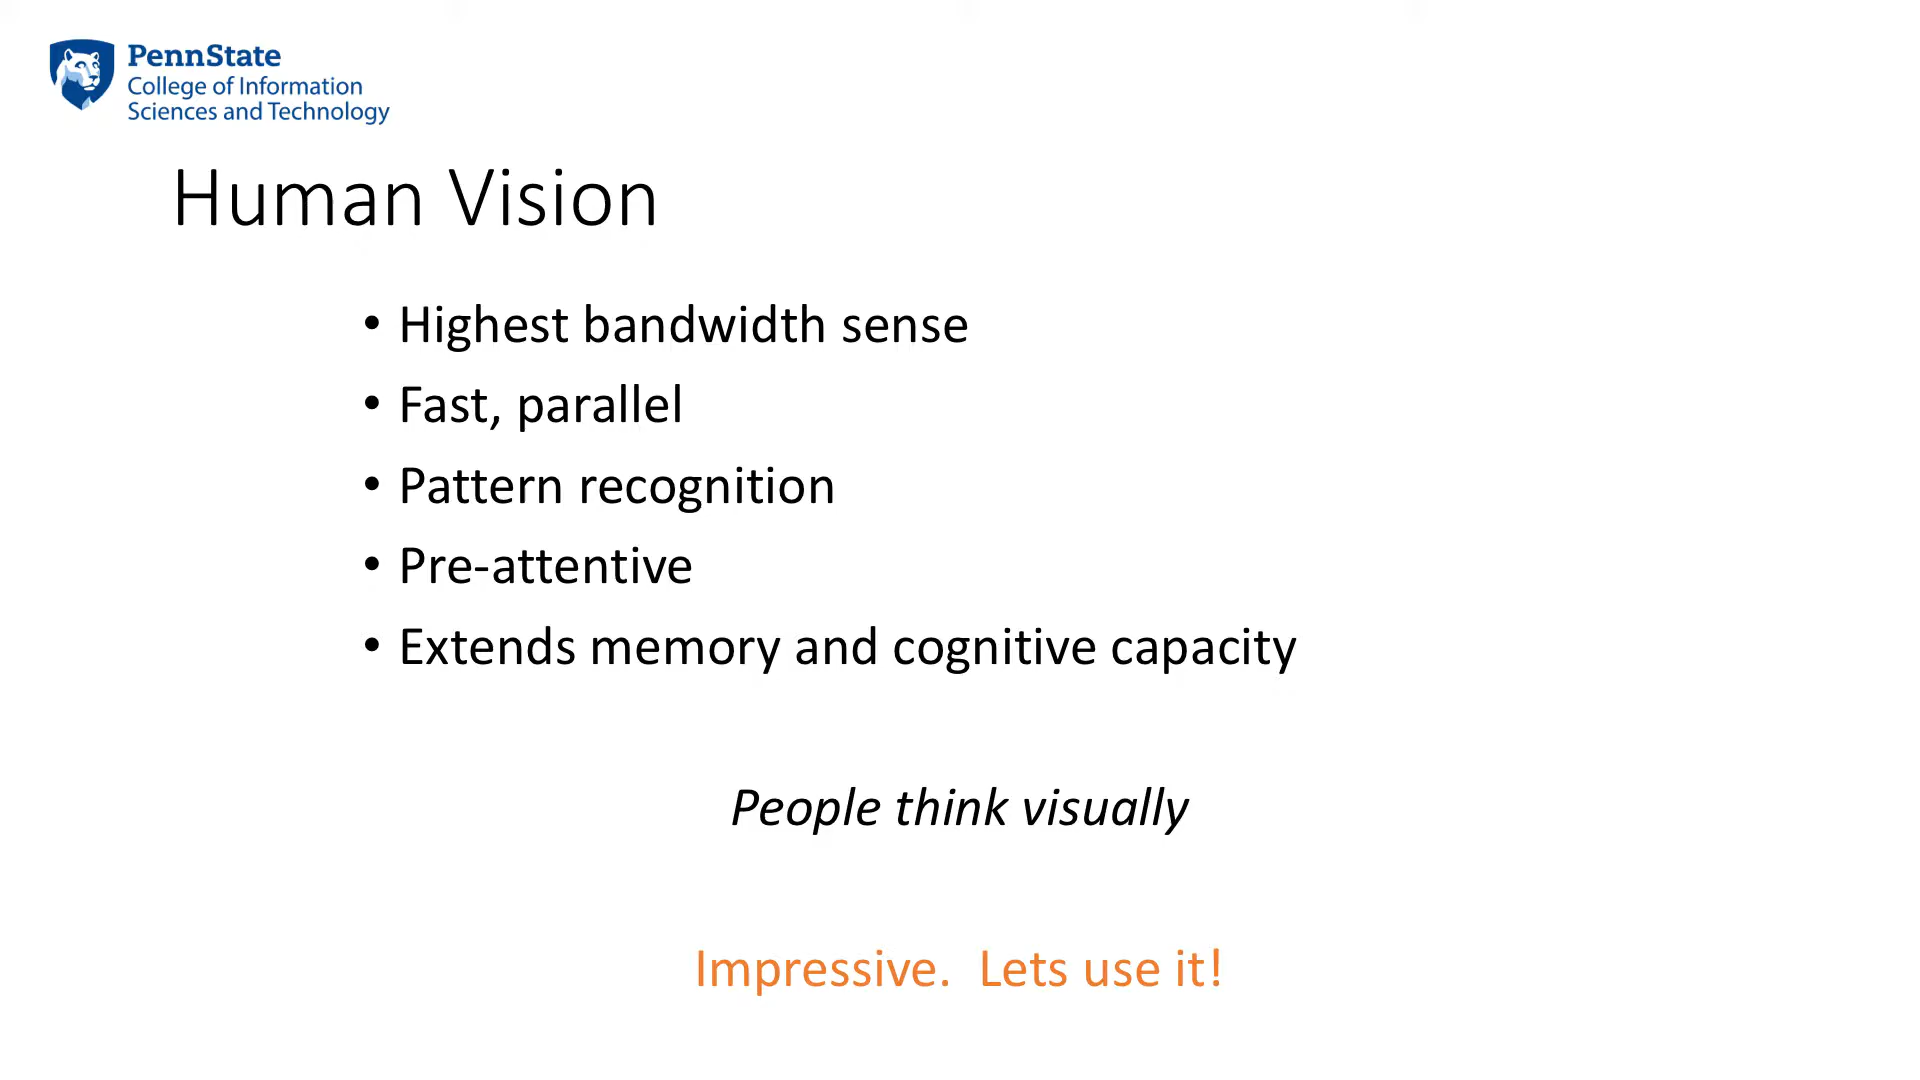 PennState
College of Information
Sciences and Technology
Human Vision
• Highest bandwidth sense
• Fast, parallel
• Pattern recognition
• Pre-attentive
• Extends memory and cognitive capacity
People think visually
Impressive.  Lets use it!